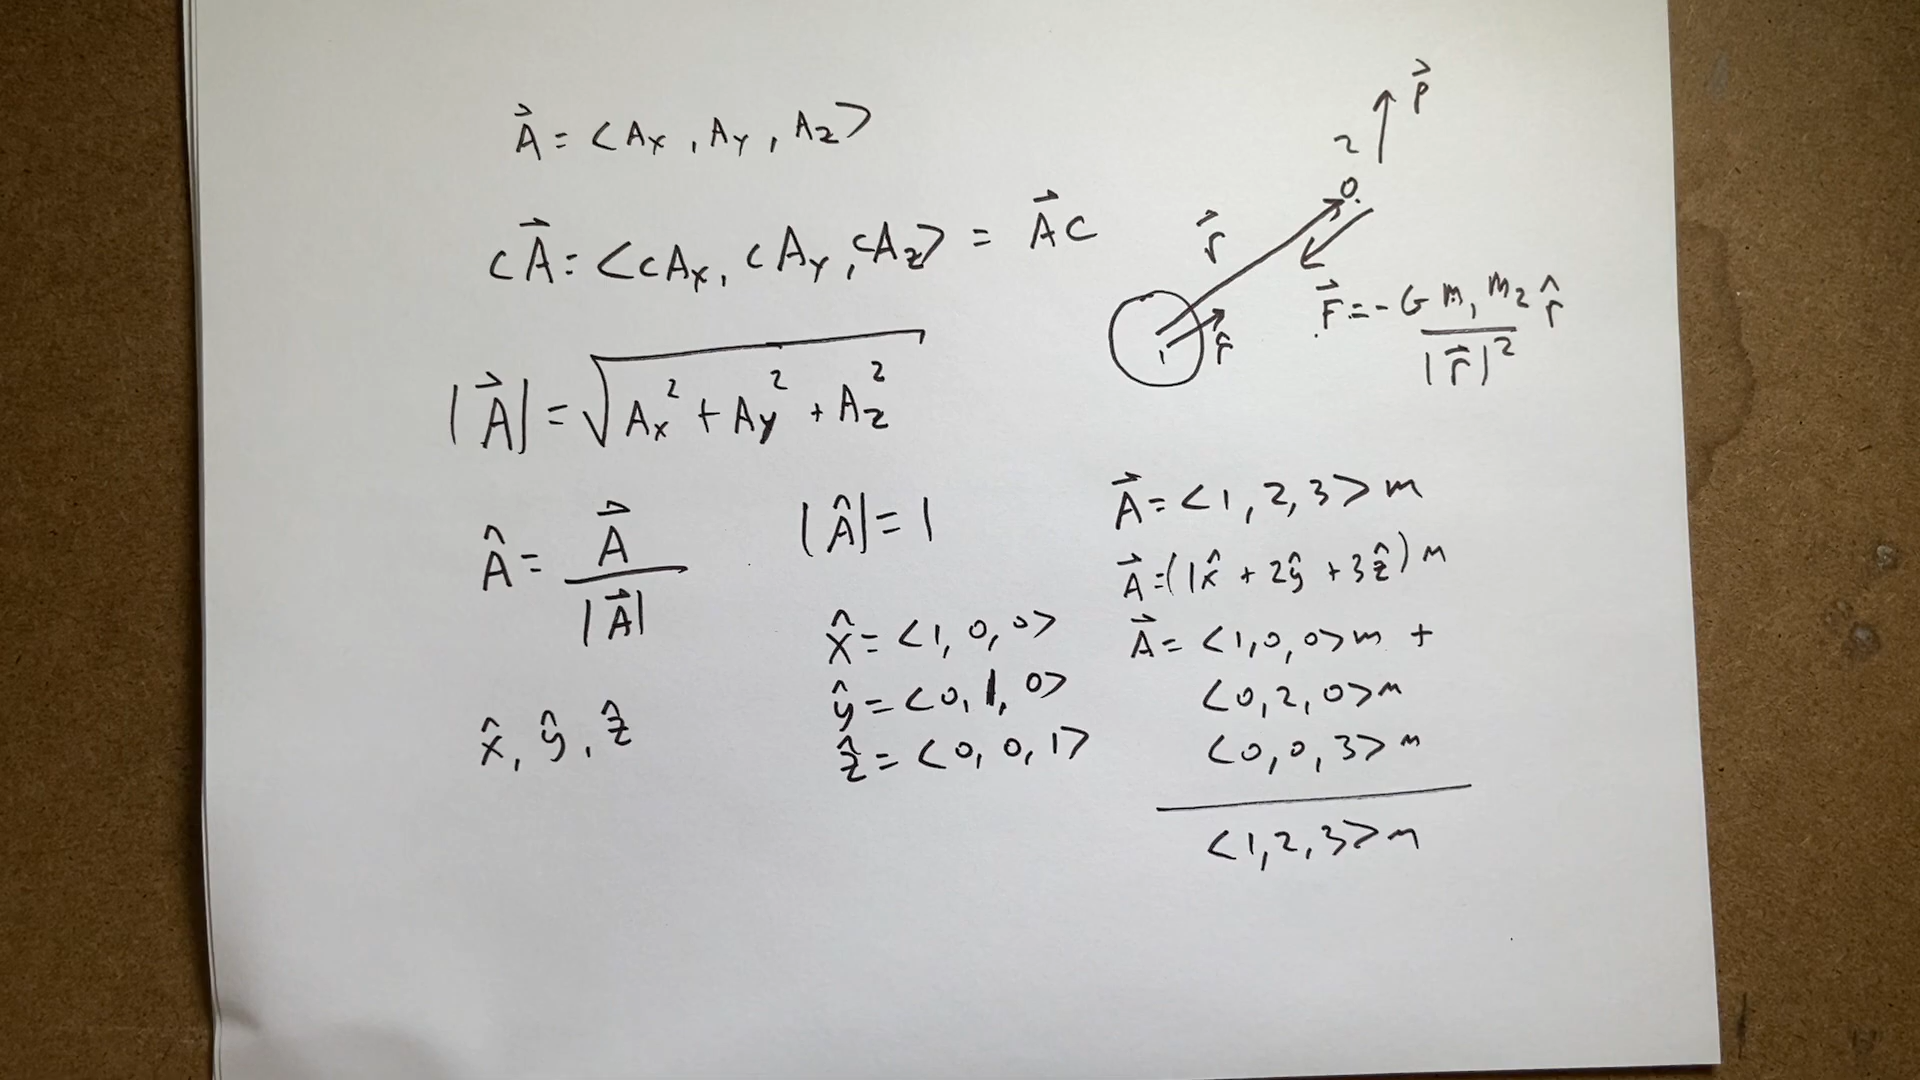 A⃗ = <Ax, Ay, Az>
cA⃗ = <cAx, cAy, cAz> = A⃗c
|A⃗| = √(Ax² + Ay² + Az²)
Â = A⃗ / |A⃗|
|Â| = 1
x̂, ŷ, ẑ
x̂ = <1, 0, 0>
ŷ = <0, 1, 0>
ẑ = <0, 0, 1>
p⃗
2
r⃗
1
r̂
F⃗ = -G m₁ m₂ r̂ / |r⃗|²
A⃗ = <1, 2, 3> m
A⃗ = (1x̂ + 2ŷ + 3ẑ) m
A⃗ = <1, 0, 0> m +
<0, 2, 0> m
<0, 0, 3> m
<1, 2, 3> m